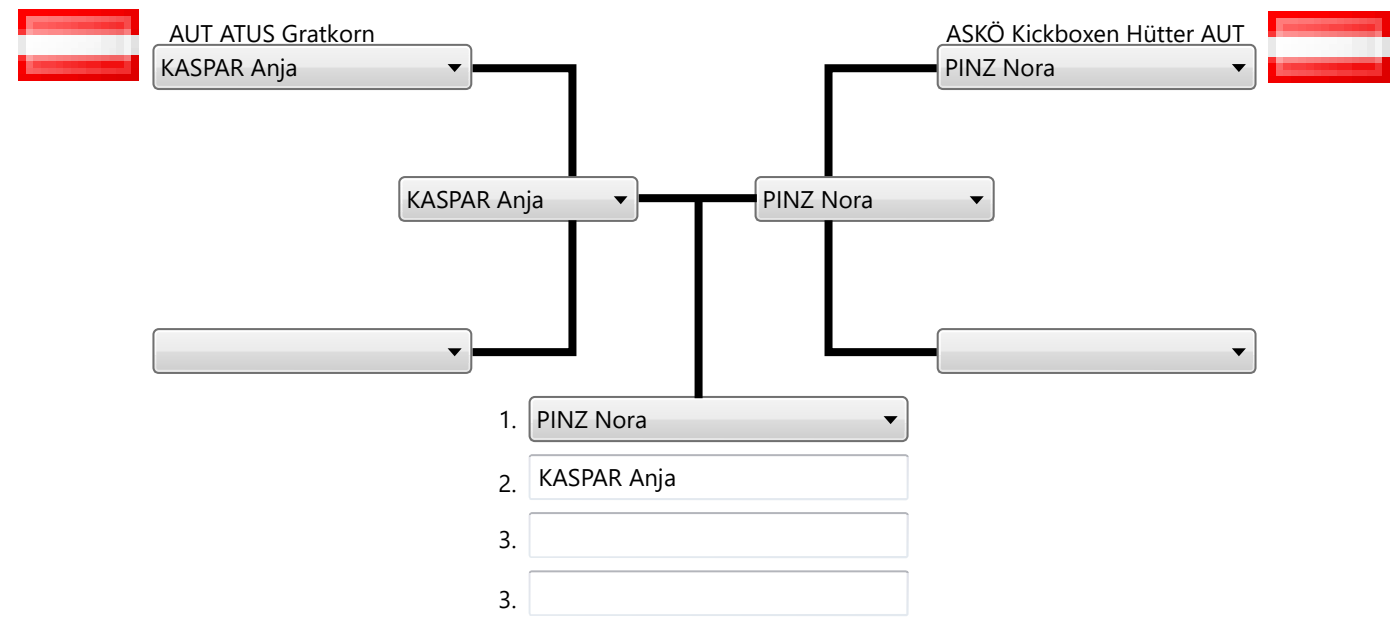 AUT ATUS Gratkorn
ASKÖ Kickboxen Hütter AUT
KASPAR Anja
PINZ Nora
KASPAR Anja
PINZ Nora
1. PINZ Nora
2. KASPAR Anja
3.
3.